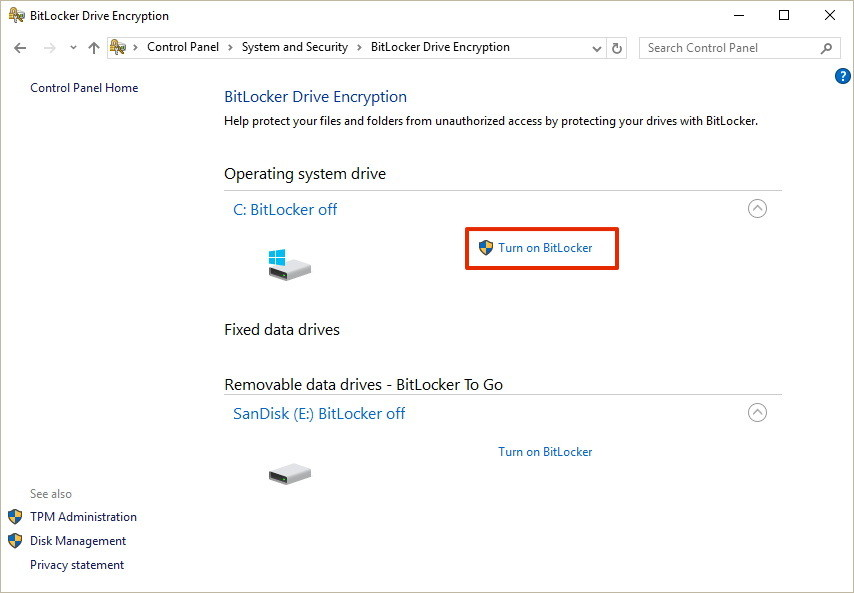 BitLocker Drive Encryption
Control Panel > System and Security > BitLocker Drive Encryption
Search Control Panel
?
Control Panel Home
BitLocker Drive Encryption
Help protect your files and folders from unauthorized access by protecting your drives with BitLocker.
Operating system drive
C: BitLocker off
Turn on BitLocker
Fixed data drives
Removable data drives - BitLocker To Go
SanDisk (E:) BitLocker off
Turn on BitLocker
See also
TPM Administration
Disk Management
Privacy statement